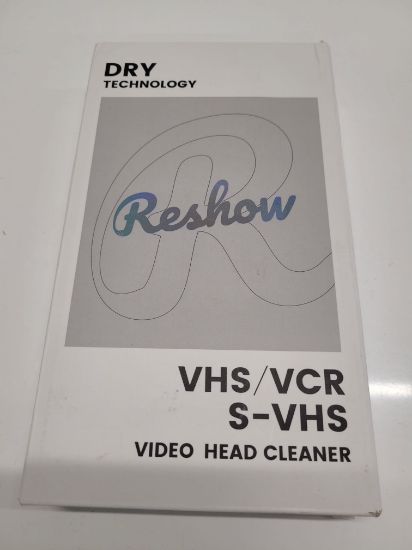 DRY
TECHNOLOGY
Reshow
VHS/VCR
S-VHS
VIDEO HEAD CLEANER